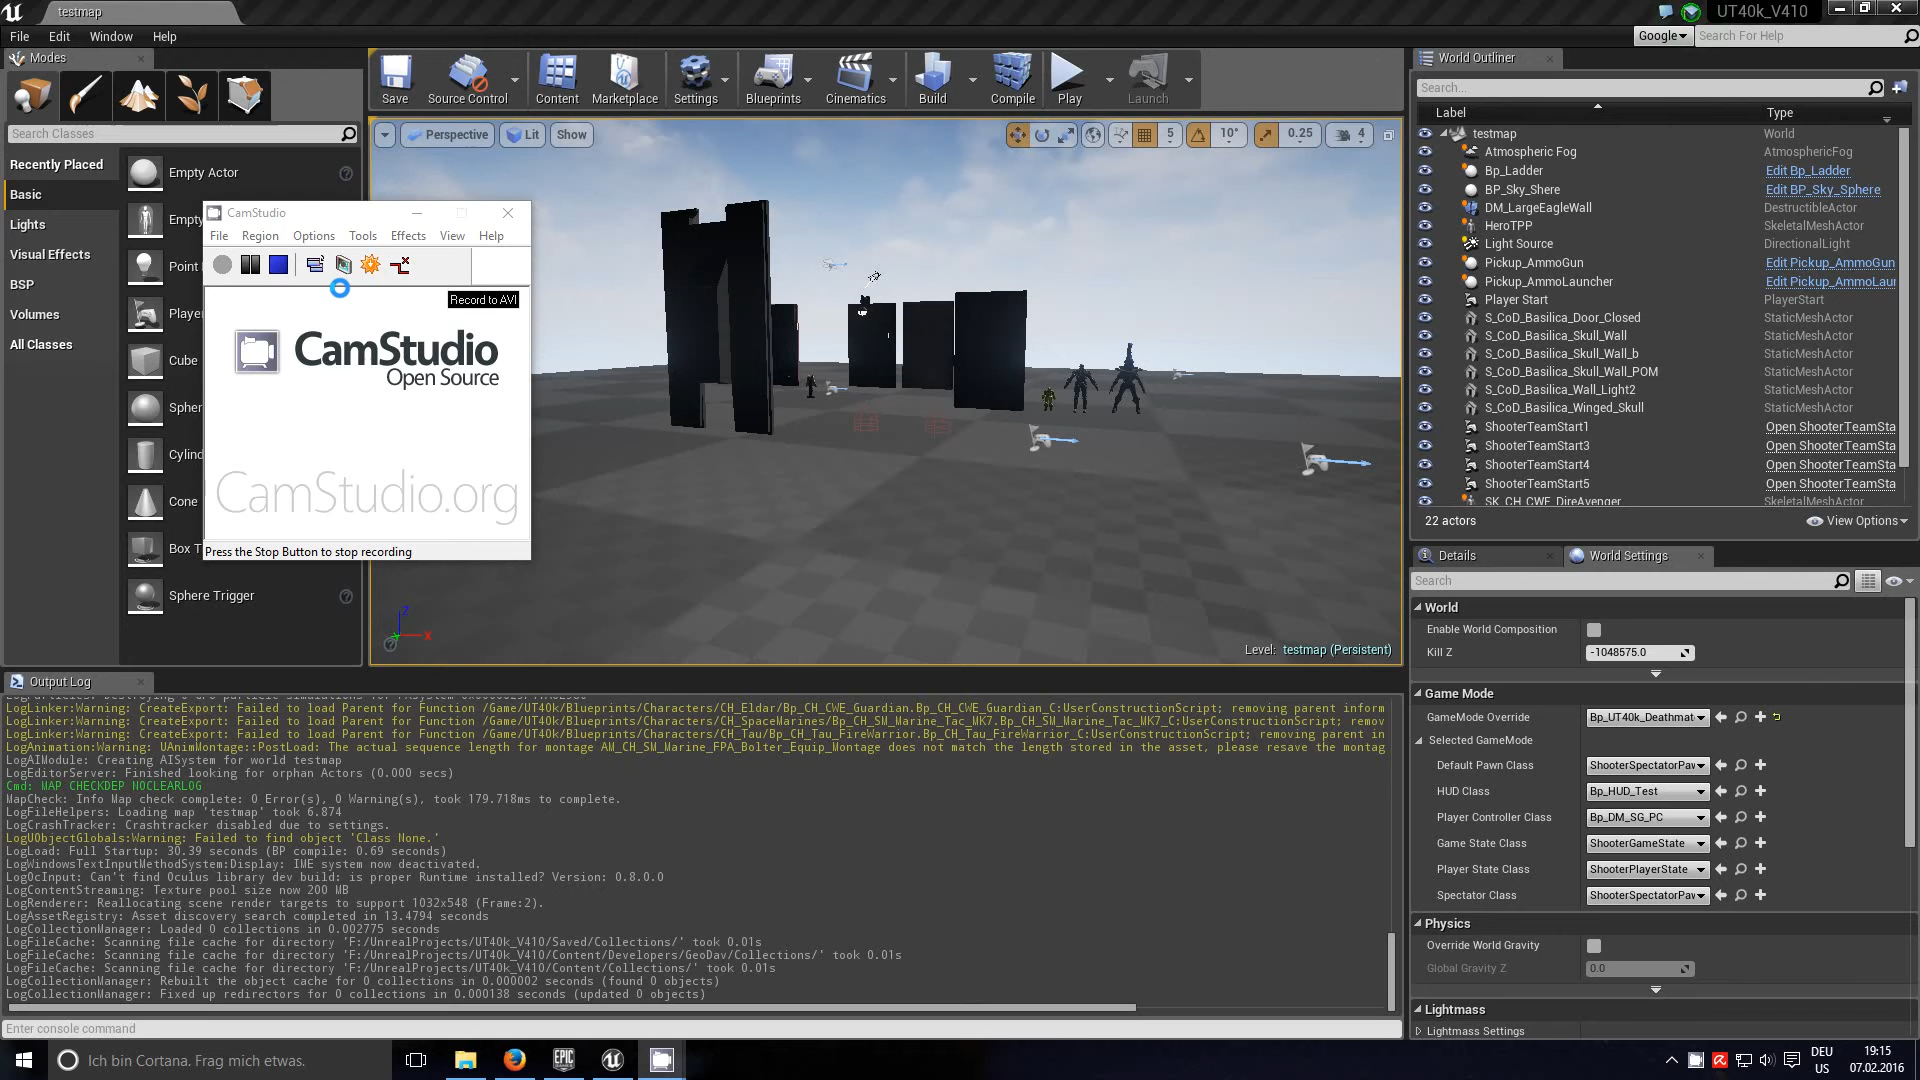 testmap
UT40k_V410
File Edit Window Help
Google
Search For Help
Modes
Search Classes
Recently Placed
Basic
Lights
Visual Effects
BSP
Volumes
All Classes
Empty Actor
Empty
Point
Player
Cube
Spher
Cylind
Cone
Box T
Sphere Trigger
CamStudio
File Region Options Tools Effects View Help
Record to AVI
CamStudio
Open Source
CamStudio.org
Press the Stop Button to stop recording
Save
Source Control
Content
Marketplace
Settings
Blueprints
Cinematics
Build
Compile
Play
Launch
Perspective
Lit
Show
5
10°
0.25
4
Z
X
Level: testmap (Persistent)
World Outliner
Search...
Label Type
testmap World
Atmospheric Fog AtmosphericFog
Bp_Ladder Edit Bp_Ladder
BP_Sky_Shere Edit BP_Sky_Sphere
DM_LargeEagleWall DestructibleActor
HeroTPP SkeletalMeshActor
Light Source DirectionalLight
Pickup_AmmoGun Edit Pickup_AmmoGun
Pickup_AmmoLauncher Edit Pickup_AmmoLaun
Player Start PlayerStart
S_CoD_Basilica_Door_Closed StaticMeshActor
S_CoD_Basilica_Skull_Wall StaticMeshActor
S_CoD_Basilica_Skull_Wall_b StaticMeshActor
S_CoD_Basilica_Skull_Wall_POM StaticMeshActor
S_CoD_Basilica_Wall_Light2 StaticMeshActor
S_CoD_Basilica_Winged_Skull StaticMeshActor
ShooterTeamStart1 Open ShooterTeamSta
ShooterTeamStart3 Open ShooterTeamSta
ShooterTeamStart4 Open ShooterTeamSta
ShooterTeamStart5 Open ShooterTeamSta
SK_CH_CWE_DireAvenger SkeletalMeshActor
22 actors
View Options
Details
World Settings
Search
World
Enable World Composition
Kill Z -1048575.0
Game Mode
GameMode Override Bp_UT40k_Deathmat
Selected GameMode
Default Pawn Class ShooterSpectatorPaw
HUD Class Bp_HUD_Test
Player Controller Class Bp_DM_SG_PC
Game State Class ShooterGameState
Player State Class ShooterPlayerState
Spectator Class ShooterSpectatorPaw
Physics
Override World Gravity
Global Gravity Z 0.0
Lightmass
Lightmass Settings
Output Log
LogLinker:Warning: CreateExport: Failed to load Parent for Function /Game/UT40k/Blueprints/Characters/CH_Eldar/Bp_CH_CWE_Guardian.Bp_CH_CWE_Guardian_C:UserConstructionScript; removing parent inform
LogLinker:Warning: CreateExport: Failed to load Parent for Function /Game/UT40k/Blueprints/Characters/CH_SpaceMarines/Bp_CH_SM_Marine_Tac_MK7.Bp_CH_SM_Marine_Tac_MK7_C:UserConstructionScript; remov
LogLinker:Warning: CreateExport: Failed to load Parent for Function /Game/UT40k/Blueprints/Characters/CH_Tau/Bp_CH_Tau_FireWarrior.Bp_CH_Tau_FireWarrior_C:UserConstructionScript; removing parent in
LogAnimation:Warning: UAnimMontage::PostLoad: The actual sequence length for montage AM_CH_SM_Marine_FPA_Bolter_Equip_Montage does not match the length stored in the asset, please resave the montag
LogAIModule: Creating AISystem for world testmap
LogEditorServer: Finished looking for orphan Actors (0.000 secs)
Cmd: MAP CHECKDEP NOCLEARLOG
MapCheck: Info Map check complete: 0 Error(s), 0 Warning(s), took 179.718ms to complete.
LogFileHelpers: Loading map 'testmap' took 6.874
LogCrashTracker: Crashtracker disabled due to settings.
LogUObjectGlobals:Warning: Failed to find object 'Class None.'
LogLoad: Full Startup: 30.39 seconds (BP compile: 0.69 seconds)
LogWindowsTextInputMethodSystem:Display: IME system now deactivated.
LogOcInput: Can't find Oculus library dev build: is proper Runtime installed? Version: 0.8.0.0
LogContentStreaming: Texture pool size now 200 MB
LogRenderer: Reallocating scene render targets to support 1032x548 (Frame:2).
LogAssetRegistry: Asset discovery search completed in 13.4794 seconds
LogCollectionManager: Loaded 0 collections in 0.002775 seconds
LogFileCache: Scanning file cache for directory 'F:/UnrealProjects/UT40k_V410/Saved/Collections/' took 0.01s
LogFileCache: Scanning file cache for directory 'F:/UnrealProjects/UT40k_V410/Content/Developers/GeoDav/Collections/' took 0.01s
LogFileCache: Scanning file cache for directory 'F:/UnrealProjects/UT40k_V410/Content/Collections/' took 0.01s
LogCollectionManager: Rebuilt the object cache for 0 collections in 0.000002 seconds (found 0 objects)
LogCollectionManager: Fixed up redirectors for 0 collections in 0.000138 seconds (updated 0 objects)
Enter console command
Ich bin Cortana. Frag mich etwas.
EPIC
DEU
US
19:15
07.02.2016